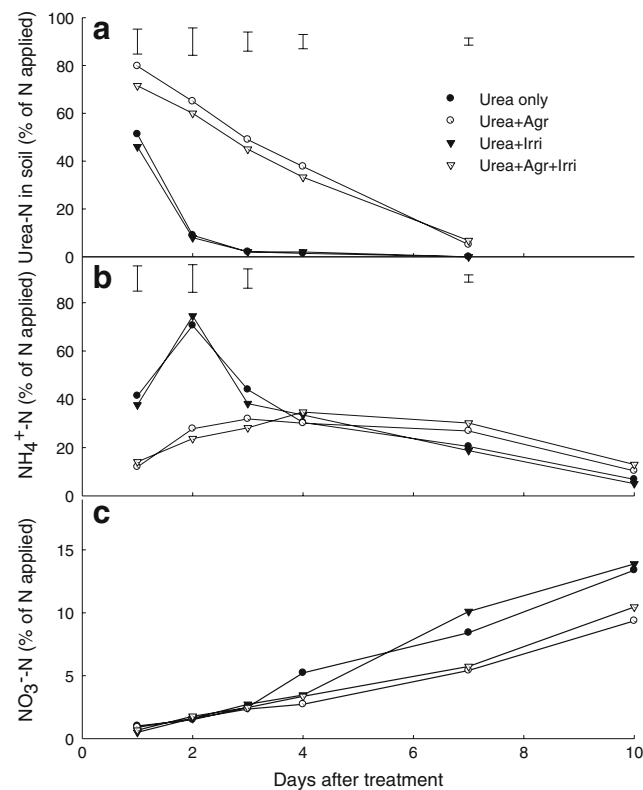 a
100
80
60
40
20
0
Urea-N in soil (% of N applied)
Urea only
Urea+Agr
Urea+Irri
Urea+Agr+Irri
b
80
60
40
20
0
NH4+-N (% of N applied)
c
15
10
5
0
NO3--N (% of N applied)
0 2 4 6 8 10
Days after treatment